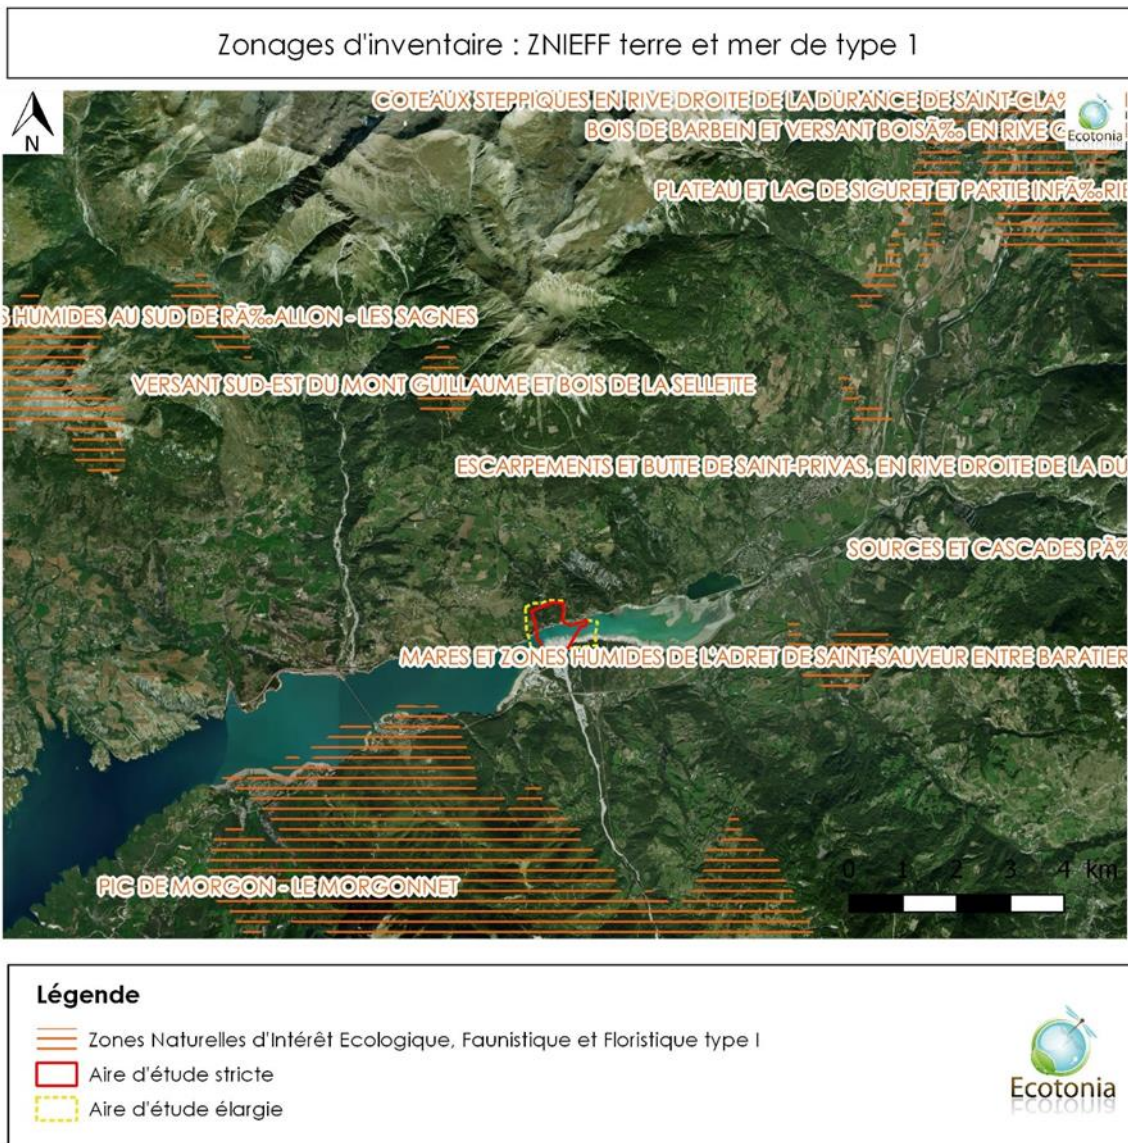 Zonages d'inventaire : ZNIEFF terre et mer de type 1
N
COTEAUX STEPPIQUES EN RIVE DROITE DE LA DURANCE DE SAINT-CLA‰
Ecotonia
BOIS DE BARBEIN ET VERSANT BOISÃ‰ EN RIVE
PLATEAU ET LAC DE SIGURET ET PARTIE INFÃ‰RIE
S HUMIDES AU SUD DE RÃ‰ALLON - LES SAGNES
VERSANT SUD-EST DU MONT GUILLAUME ET BOIS DE LA SELLETTE
ESCARPEMENTS ET BUTTE DE SAINT-PRIVAS, EN RIVE DROITE DE LA DU
SOURCES ET CASCADES PÃ‰
MARES ET ZONES HUMIDES DE L'ADRET DE SAINT-SAUVEUR ENTRE BARATIER
PIC DE MORGON - LE MORGONNET
0 1 2 3 4 km
Légende
Zones Naturelles d'Intérêt Ecologique, Faunistique et Floristique type I
Aire d'étude stricte
Aire d'étude élargie
Ecotonia